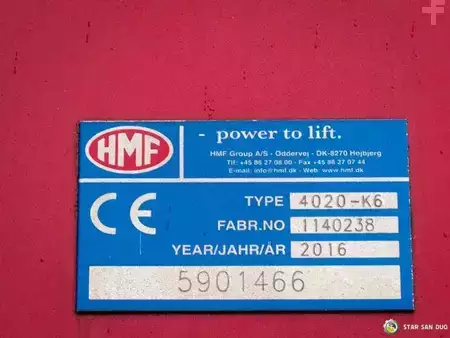 HMF
- power to lift.
HMF Group A/S - Oddervej - DK-8270 Højbjerg
Tlf: +45 86 27 08 00 - Fax +45 86 27 07 44
E-mail: info@hmf.dk - Web: www.hmf.dk
CE
TYPE 4020-K6
FABR.NO 1140238
YEAR/JAHR/ÅR 2016
5901466
STAR SAN DUO